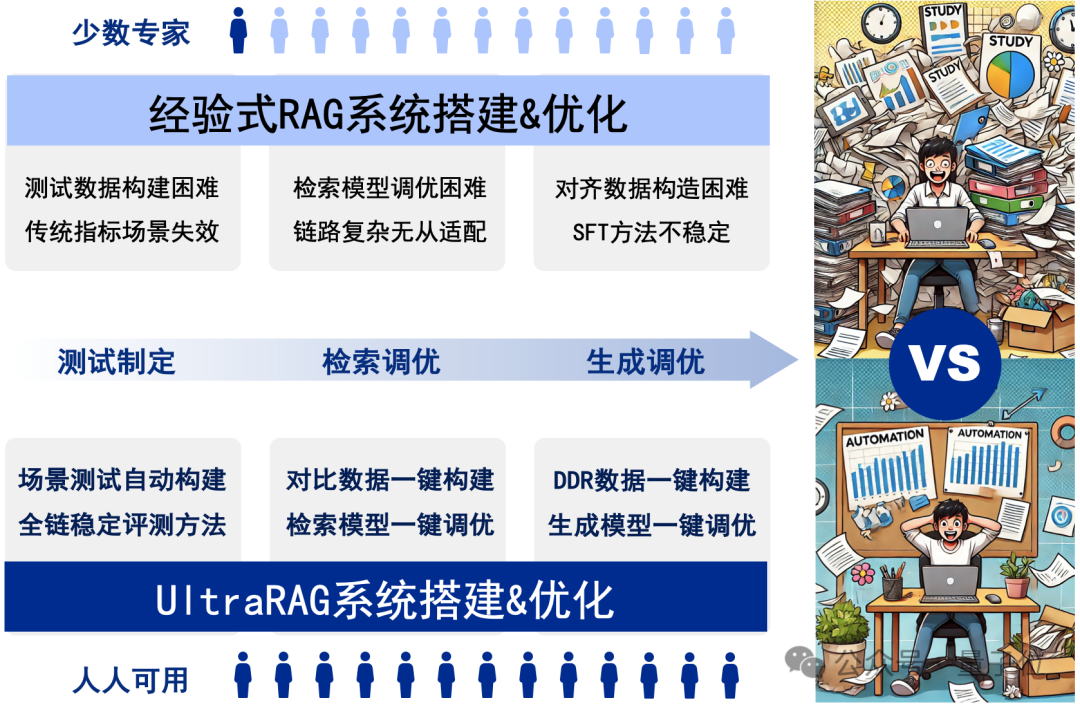 少数专家
经验式RAG系统搭建&优化
测试数据构建困难
传统指标场景失效
检索模型调优困难
链路复杂无从适配
对齐数据构造困难
SFT方法不稳定
测试制定
检索调优
生成调优
场景测试自动构建
全链稳定评测方法
对比数据一键构建
检索模型一键调优
DDR数据一键构建
生成模型一键调优
UltraRAG系统搭建&优化
人人可用
STUDY
STUDY
STUDY
VS
AUTOMATION
AUTOMATION
公众号